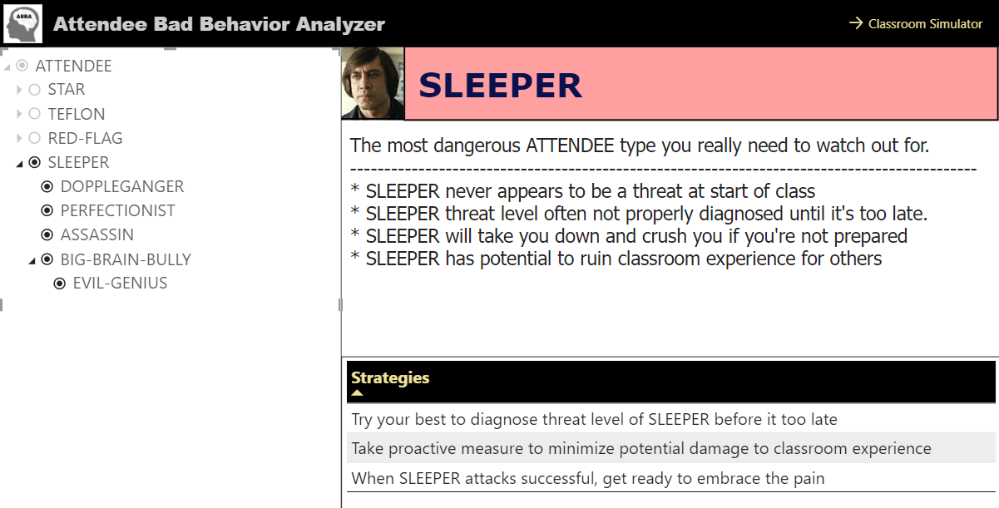 ABBA
Attendee Bad Behavior Analyzer
→ Classroom Simulator
ATTENDEE
STAR
TEFLON
RED-FLAG
SLEEPER
DOPPLEGANGER
PERFECTIONIST
ASSASSIN
BIG-BRAIN-BULLY
EVIL-GENIUS
SLEEPER
The most dangerous ATTENDEE type you really need to watch out for.
----------------------------------------------------------------------------------------
* SLEEPER never appears to be a threat at start of class
* SLEEPER threat level often not properly diagnosed until it's too late.
* SLEEPER will take you down and crush you if you're not prepared
* SLEEPER has potential to ruin classroom experience for others
Strategies
Try your best to diagnose threat level of SLEEPER before it too late
Take proactive measure to minimize potential damage to classroom experience
When SLEEPER attacks successful, get ready to embrace the pain